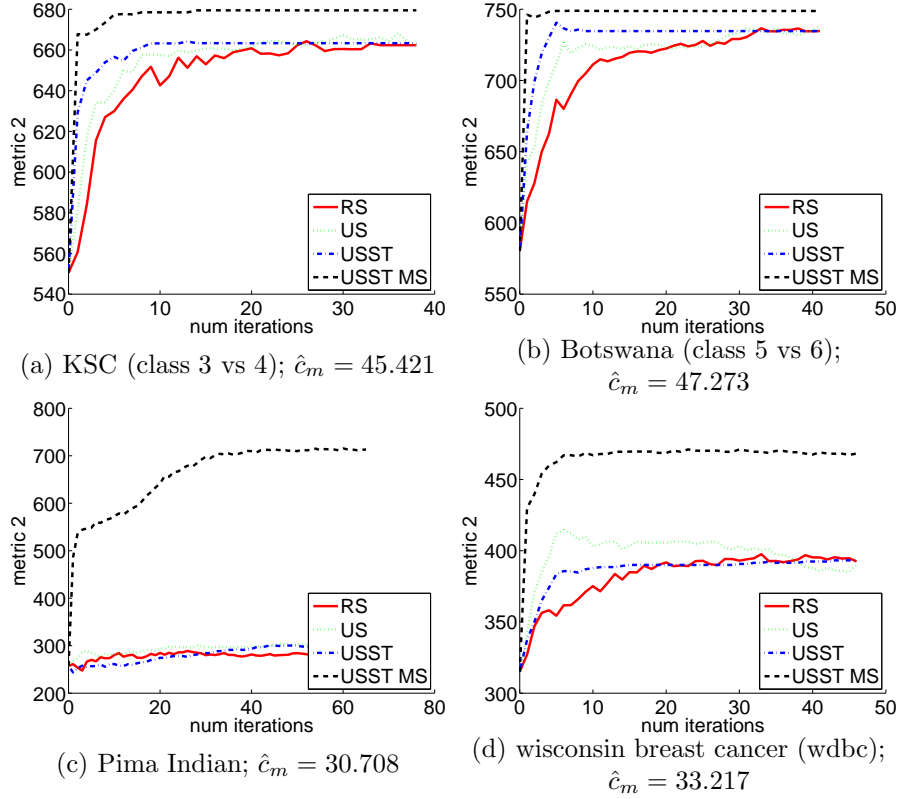 680
660
640
620
600
580
560
540
metric 2
0 10 20 30 40
num iterations
RS
US
USST
USST MS
(a) KSC (class 3 vs 4); ĉm = 45.421
750
700
650
600
550
metric 2
0 10 20 30 40 50
num iterations
RS
US
USST
USST MS
(b) Botswana (class 5 vs 6);
ĉm = 47.273
800
700
600
500
400
300
200
metric 2
0 20 40 60 80
num iterations
RS
US
USST
USST MS
(c) Pima Indian; ĉm = 30.708
500
450
400
350
300
metric 2
0 10 20 30 40 50
num iterations
RS
US
USST
USST MS
(d) wisconsin breast cancer (wdbc);
ĉm = 33.217